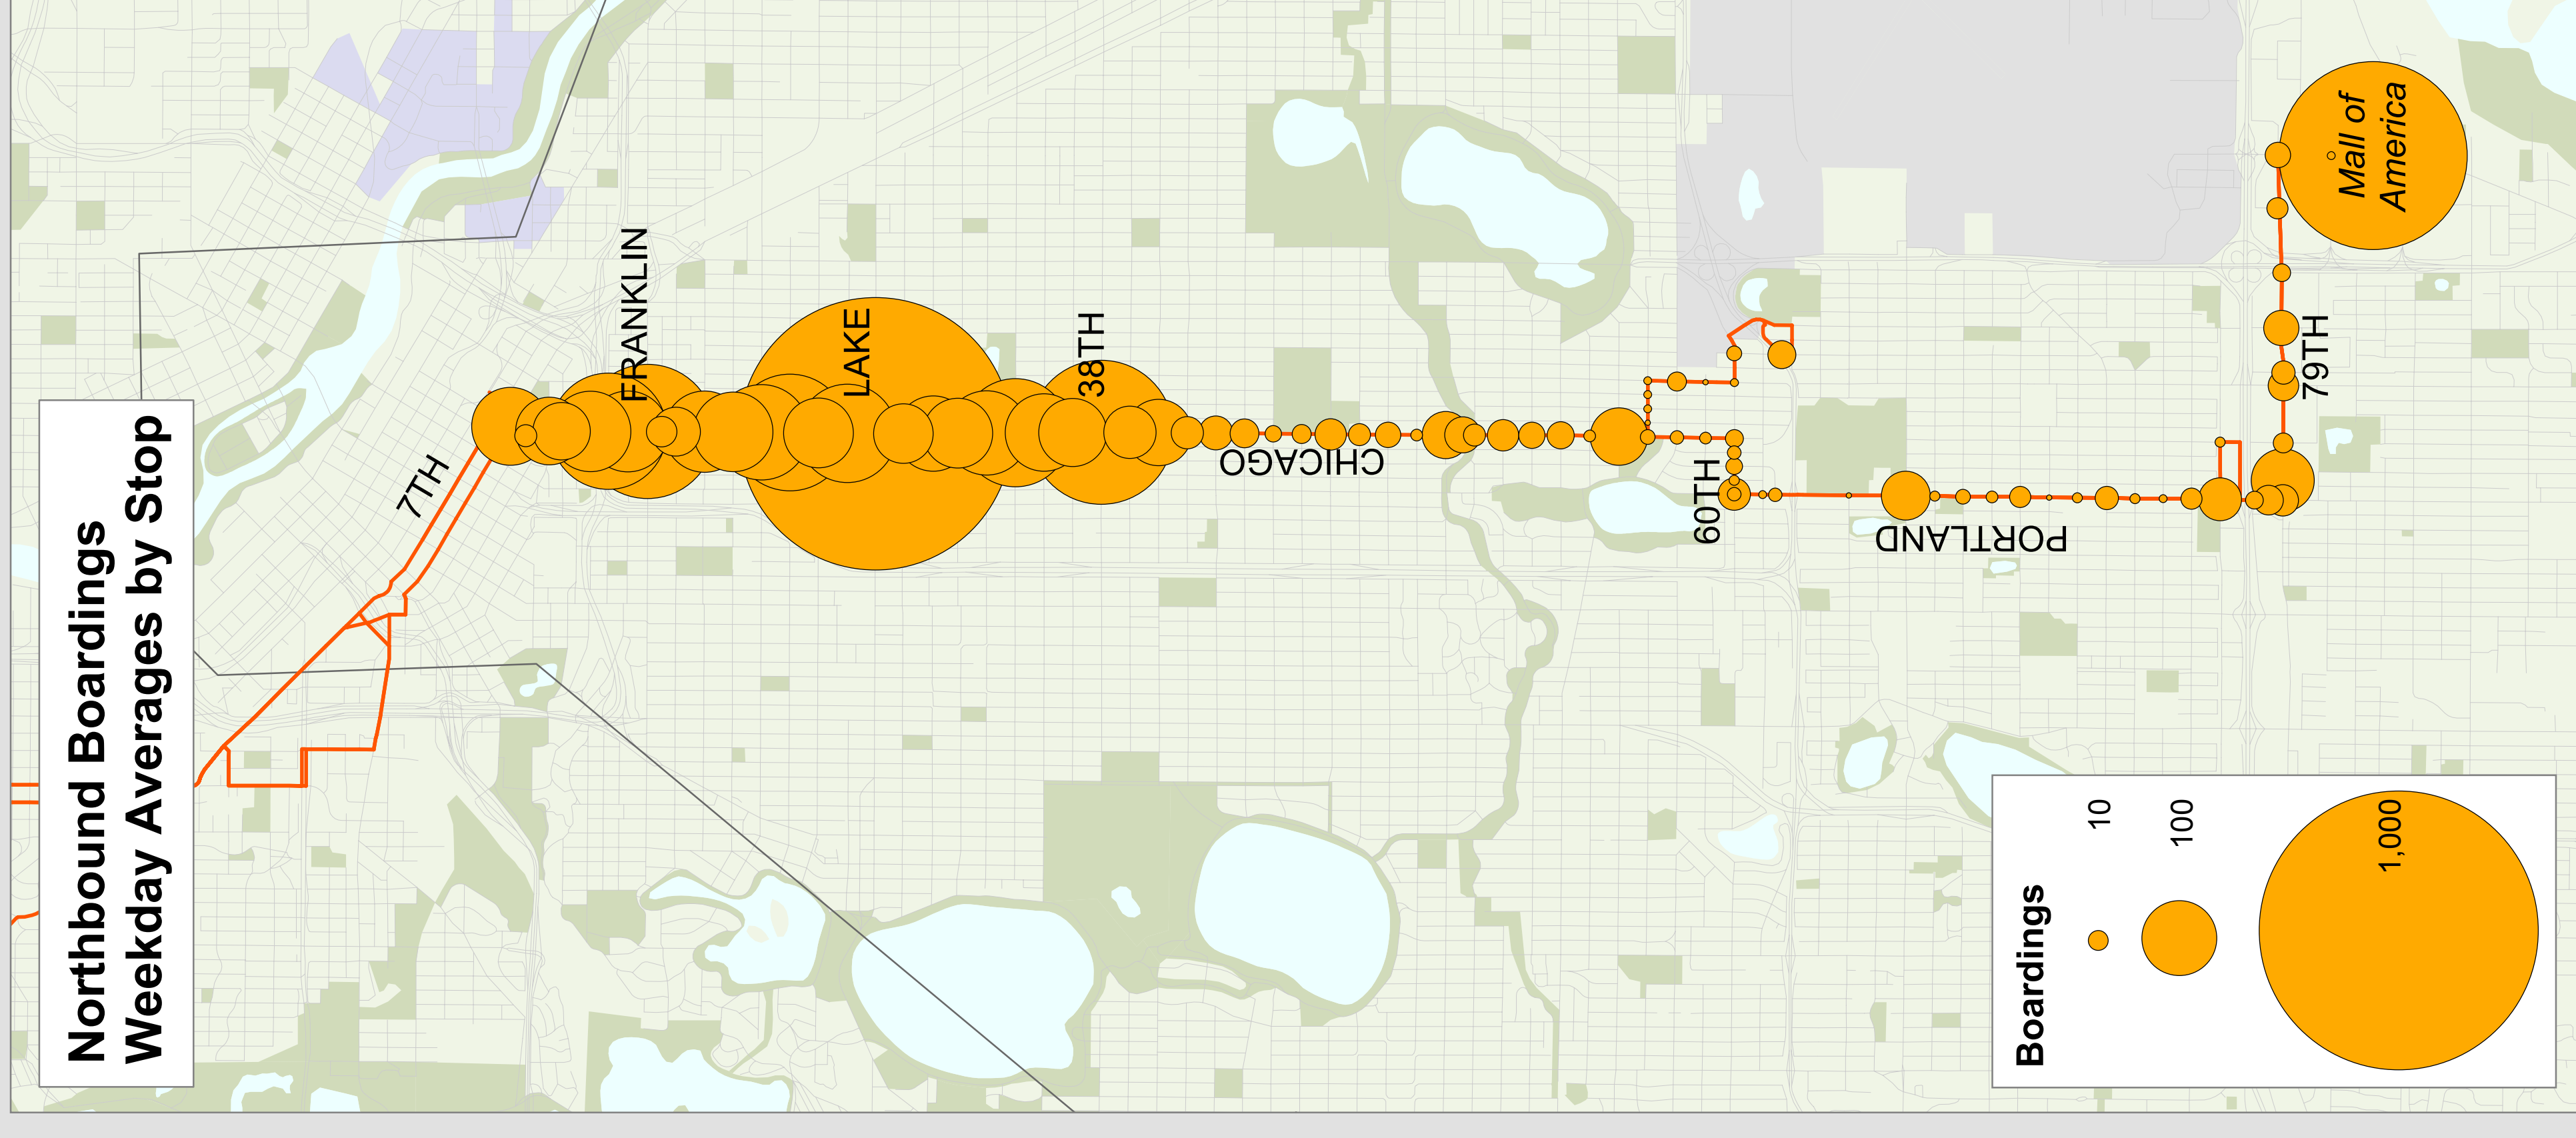 Northbound Boardings
Weekday Averages by Stop
7TH
FRANKLIN
LAKE
38TH
CHICAGO
60TH
PORTLAND
79TH
Mall of
America
Boardings
10
100
1,000